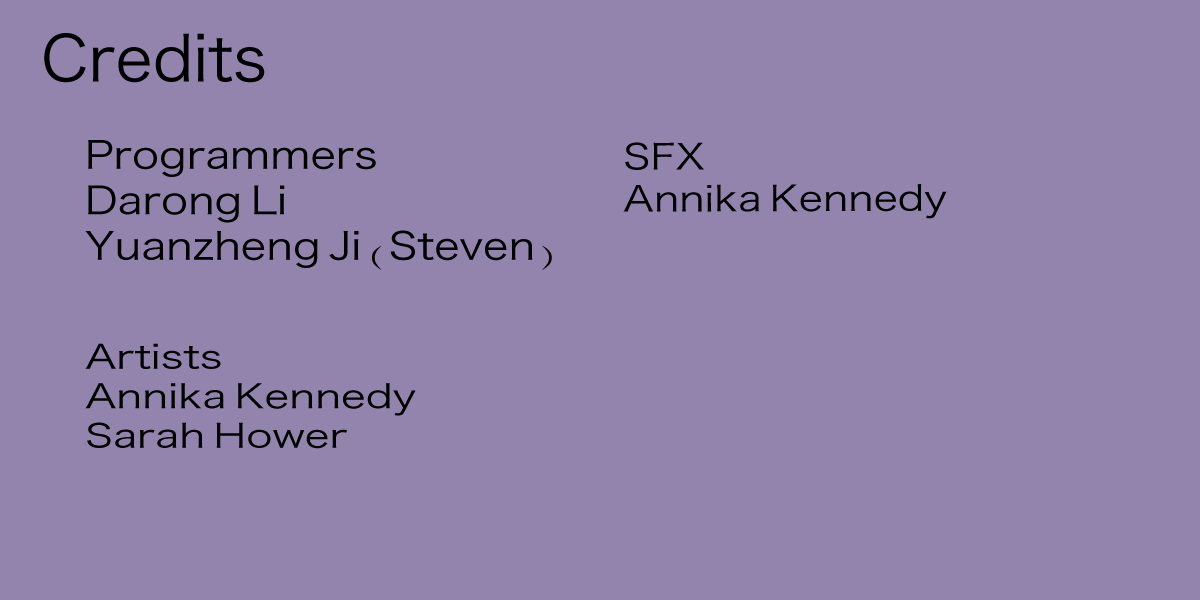 Credits
Programmers
Darong Li
Yuanzheng Ji (Steven)
Artists
Annika Kennedy
Sarah Hower
SFX
Annika Kennedy